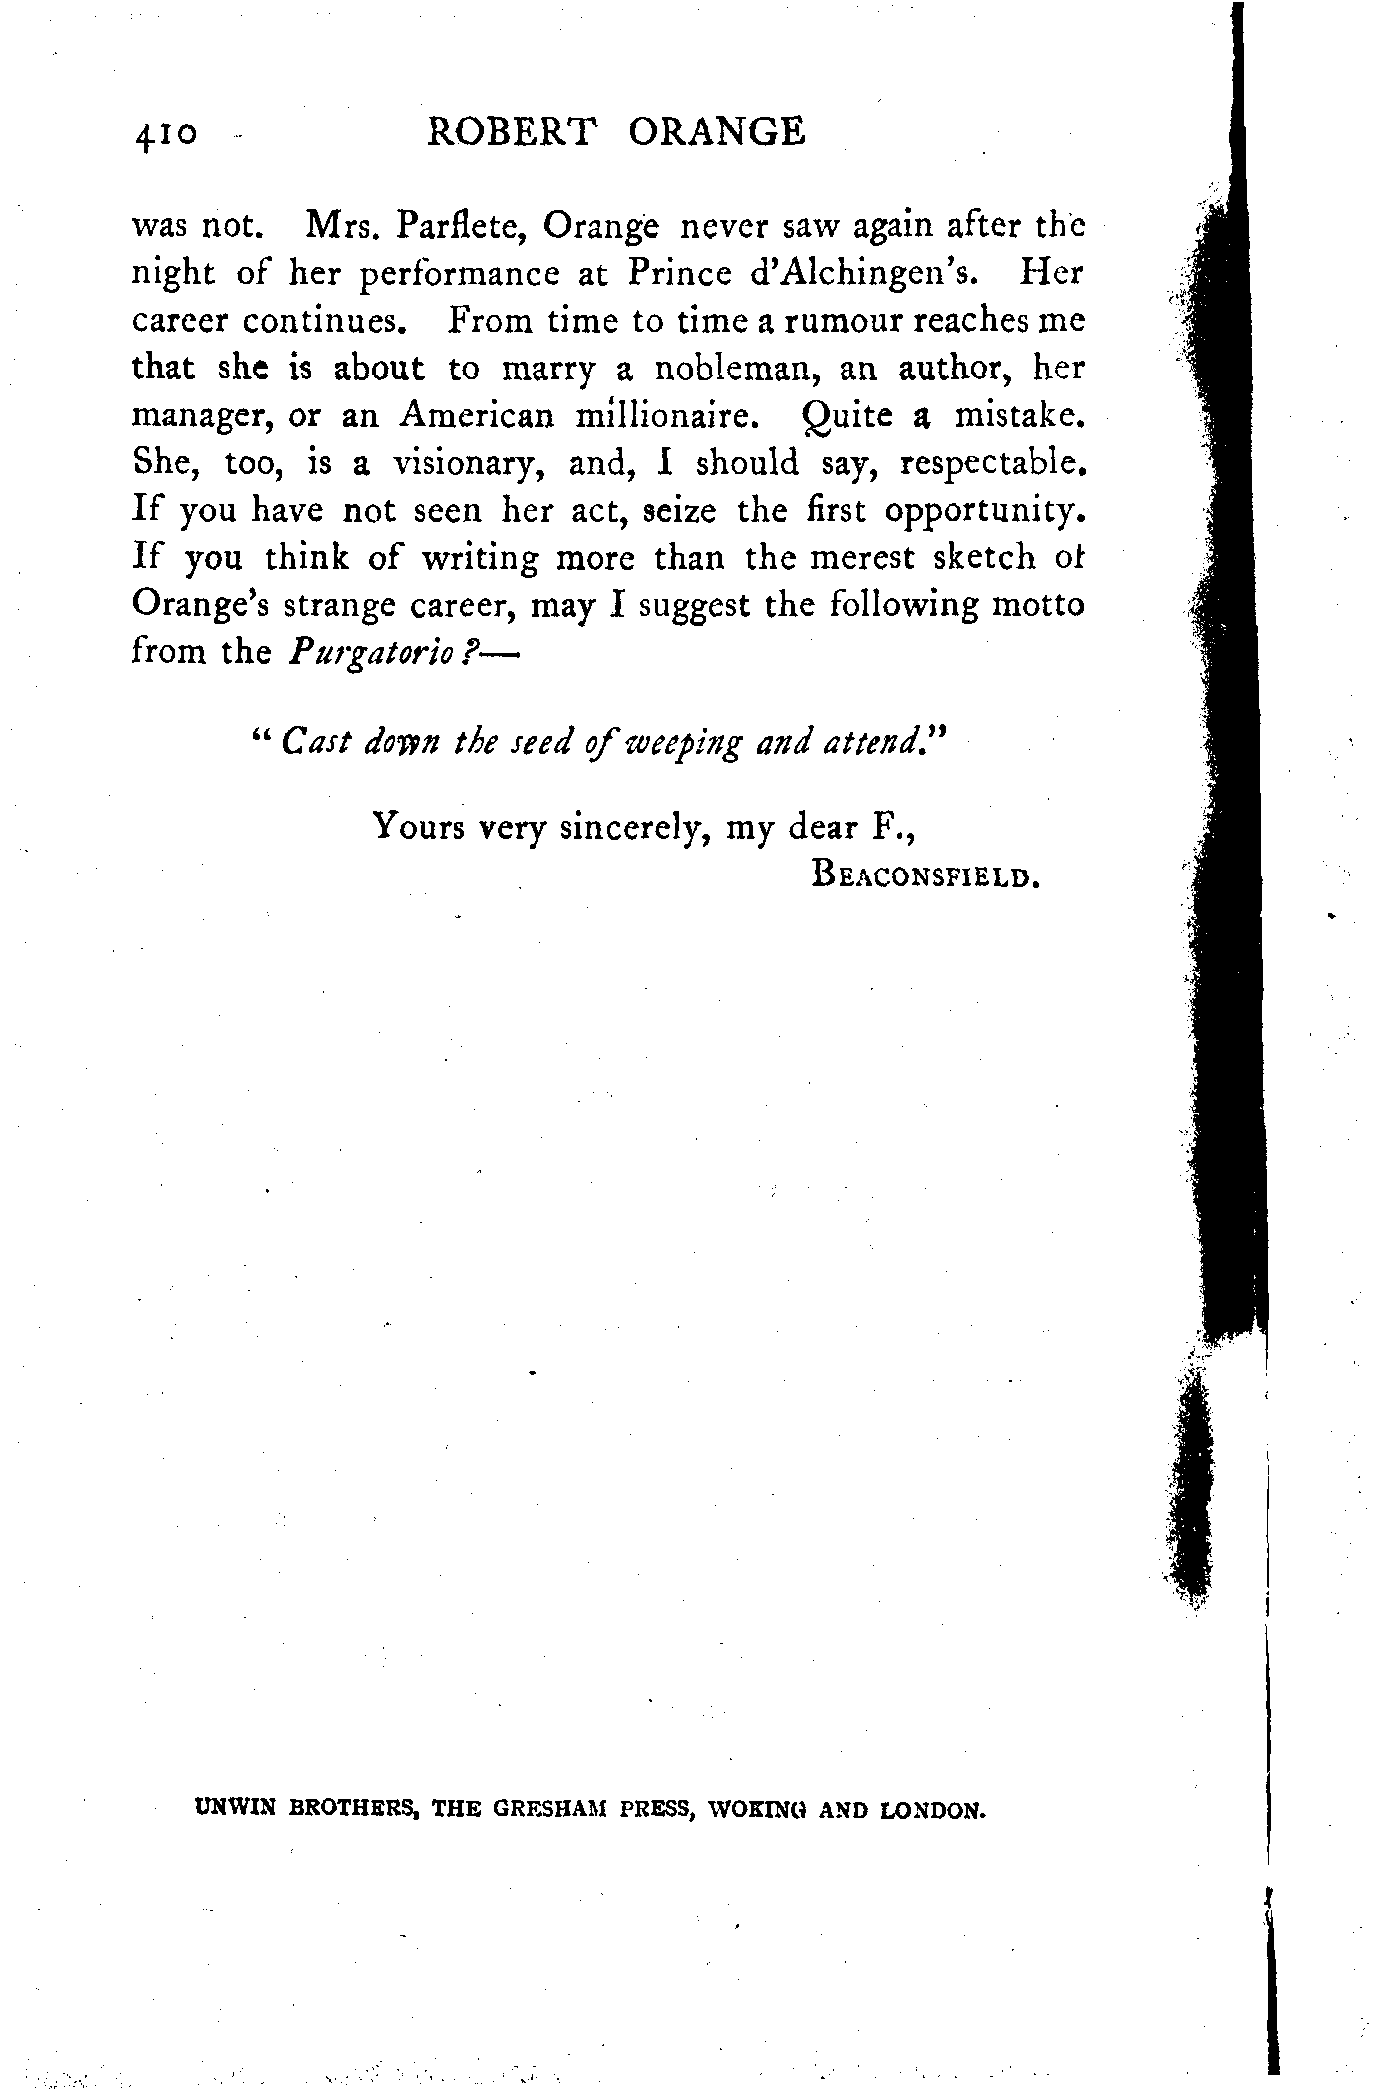 410 ROBERT ORANGE
was not. Mrs. Parflete, Orange never saw again after the
night of her performance at Prince d'Alchingen's. Her
career continues. From time to time a rumour reaches me
that she is about to marry a nobleman, an author, her
manager, or an American millionaire. Quite a mistake.
She, too, is a visionary, and, I should say, respectable.
If you have not seen her act, seize the first opportunity.
If you think of writing more than the merest sketch of
Orange's strange career, may I suggest the following motto
from the Purgatorio?—
"Cast down the seed of weeping and attend."
Yours very sincerely, my dear F.,
BEACONSFIELD.
UNWIN BROTHERS, THE GRESHAM PRESS, WOKING AND LONDON.